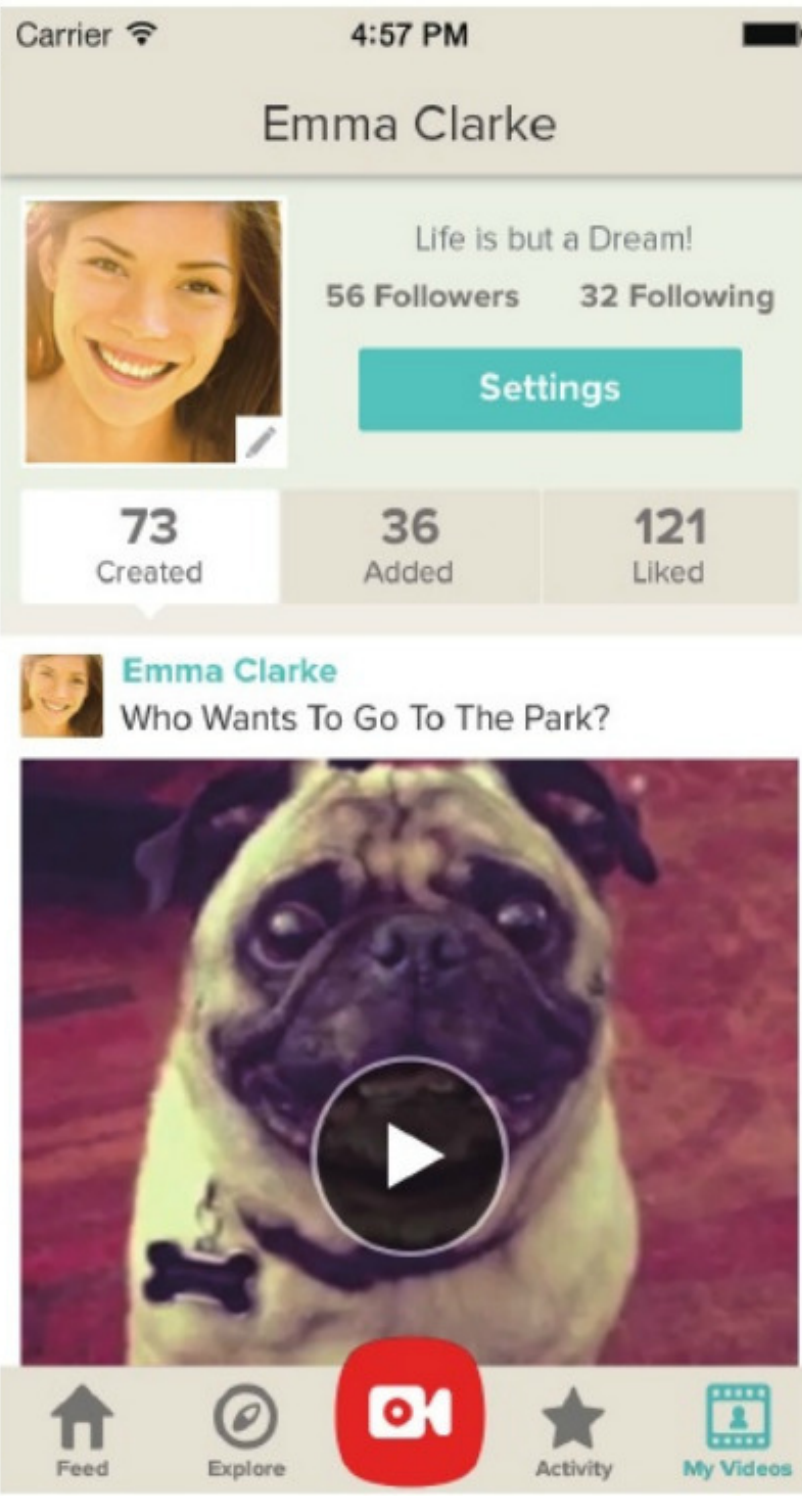 Carrier 4:57 PM
Emma Clarke
Life is but a Dream!
56 Followers 32 Following
Settings
73 36 121
Created Added Liked
Emma Clarke
Who Wants To Go To The Park?
Feed Explore Activity My Videos